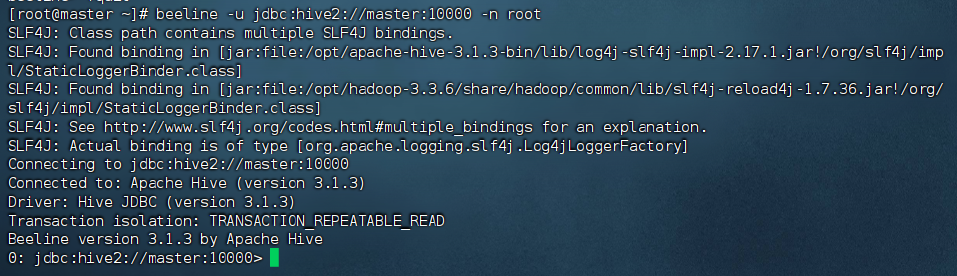 [root@master ~]# beeline -u jdbc:hive2://master:10000 -n root
SLF4J: Class path contains multiple SLF4J bindings.
SLF4J: Found binding in [jar:file:/opt/apache-hive-3.1.3-bin/lib/log4j-slf4j-impl-2.17.1.jar!/org/slf4j/imp
l/StaticLoggerBinder.class]
SLF4J: Found binding in [jar:file:/opt/hadoop-3.3.6/share/hadoop/common/lib/slf4j-reload4j-1.7.36.jar!/org/
slf4j/impl/StaticLoggerBinder.class]
SLF4J: See http://www.slf4j.org/codes.html#multiple_bindings for an explanation.
SLF4J: Actual binding is of type [org.apache.logging.slf4j.Log4jLoggerFactory]
Connecting to jdbc:hive2://master:10000
Connected to: Apache Hive (version 3.1.3)
Driver: Hive JDBC (version 3.1.3)
Transaction isolation: TRANSACTION_REPEATABLE_READ
Beeline version 3.1.3 by Apache Hive
0: jdbc:hive2://master:10000>